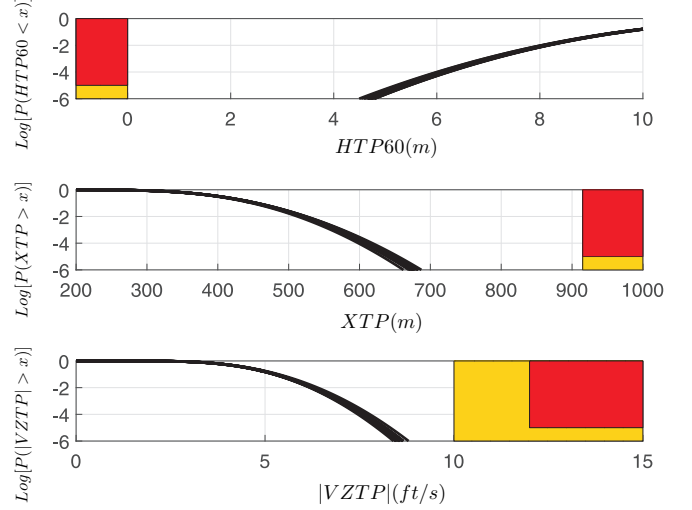 Log[P(HTP60 < x)]
0
-2
-4
-6
0 2 4 6 8 10
HTP60(m)
Log[P(XTP > x)]
0
-2
-4
-6
200 300 400 500 600 700 800 900 1000
XTP(m)
Log[P(|VZTP| > x)]
0
-2
-4
-6
0 5 10 15
|VZTP|(ft/s)